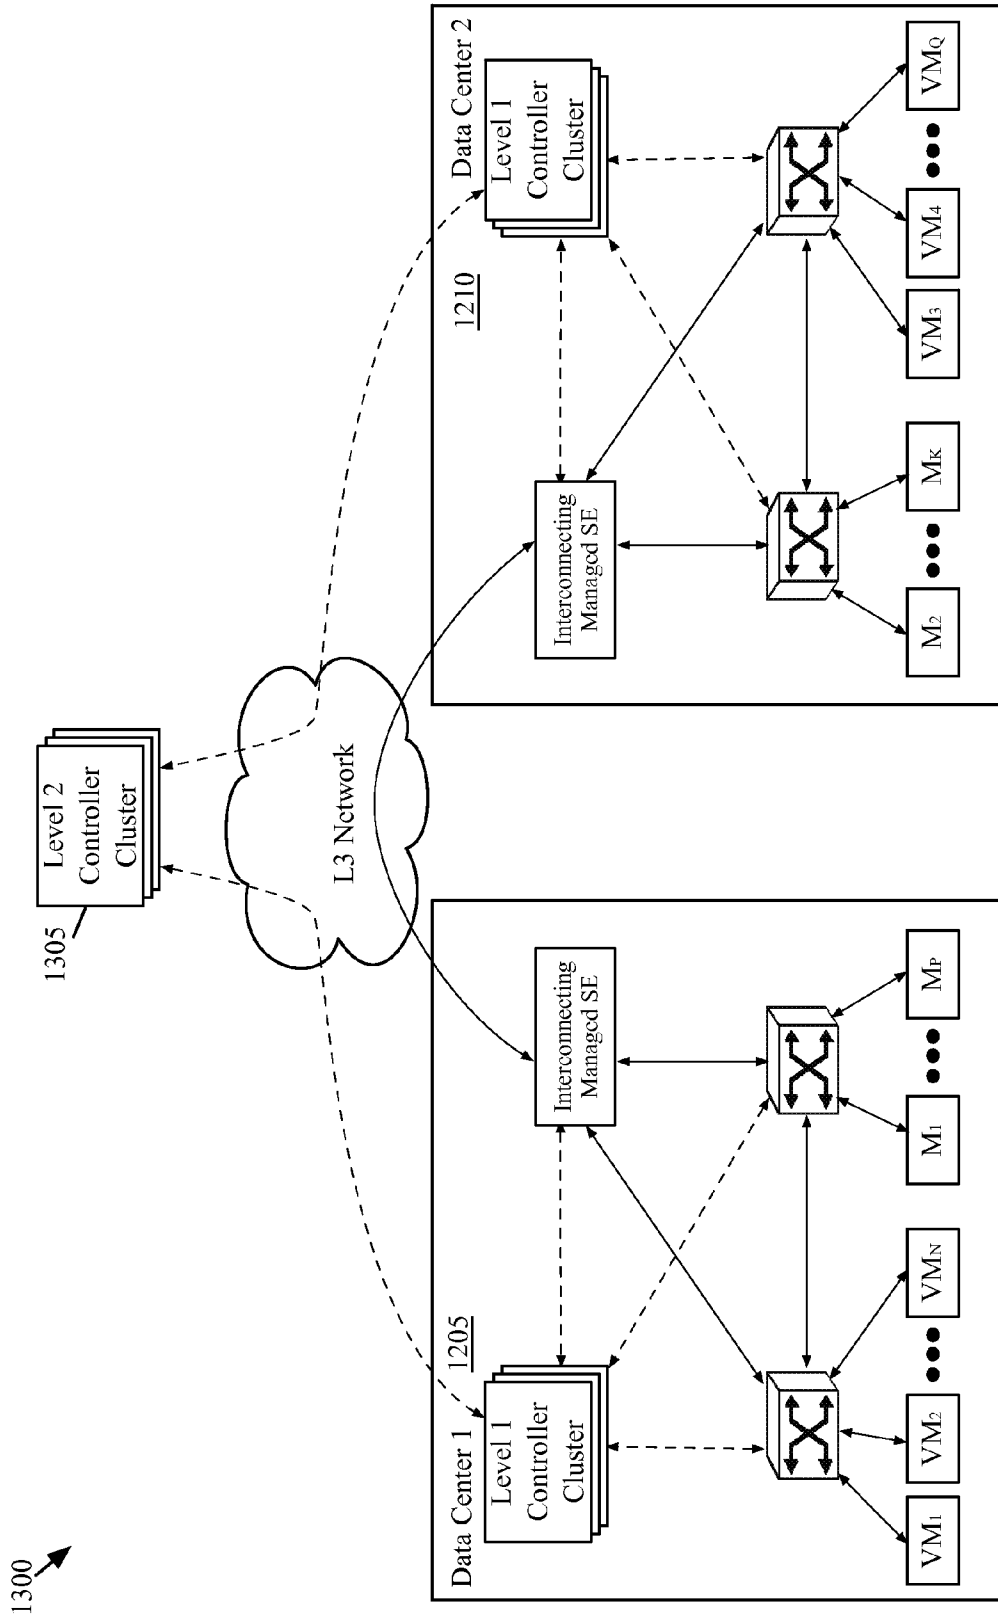 1300
Level 2
Controller
Cluster
1305
L3 Network
Data Center 1
1205
Level 1
Controller
Cluster
Interconnecting
Managed SE
VM1
VM2
VMN
M1
MP
Data Center 2
1210
Level 1
Controller
Cluster
Interconnecting
Managed SE
M2
MK
VM3
VM4
VMQ